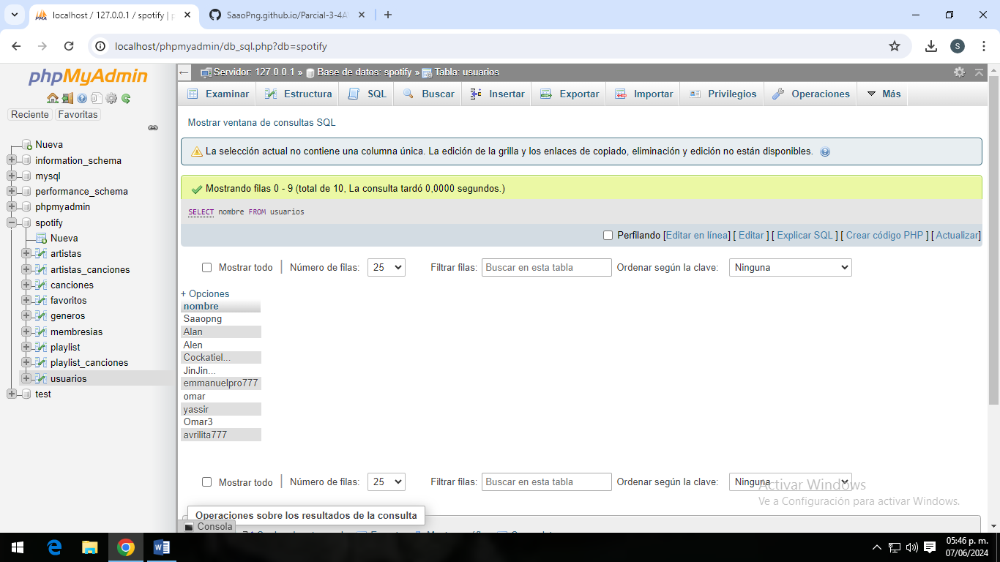 localhost / 127.0.0.1 / spotify |
SaaoPng.github.io/Parcial-3-4A
localhost/phpmyadmin/db_sql.php?db=spotify
S
phpMyAdmin
Reciente Favoritas
Nueva
information_schema
mysql
performance_schema
phpmyadmin
spotify
Nueva
artistas
artistas_canciones
canciones
favoritos
generos
membresias
playlist
playlist_canciones
usuarios
test
Servidor: 127.0.0.1 » Base de datos: spotify » Tabla: usuarios
Examinar Estructura SQL Buscar Insertar Exportar Importar Privilegios Operaciones Más
Mostrar ventana de consultas SQL
La selección actual no contiene una columna única. La edición de la grilla y los enlaces de copiado, eliminación y edición no están disponibles.
Mostrando filas 0 - 9 (total de 10, La consulta tardó 0,0000 segundos.)
SELECT nombre FROM usuarios
Perfilando [Editar en línea] [ Editar ] [ Explicar SQL ] [ Crear código PHP ] [ Actualizar]
Mostrar todo | Número de filas: 25 Filtrar filas: Buscar en esta tabla Ordenar según la clave: Ninguna
+ Opciones
nombre
Saaopng
Alan
Alen
Cockatiel...
JinJin...
emmanuelpro777
omar
yassir
Omar3
avrilita777
Mostrar todo | Número de filas: 25 Filtrar filas: Buscar en esta tabla Ordenar según la clave: Ninguna
Activar Windows
Ve a Configuración para activar Windows.
Operaciones sobre los resultados de la consulta
Consola
05:46 p. m.
07/06/2024